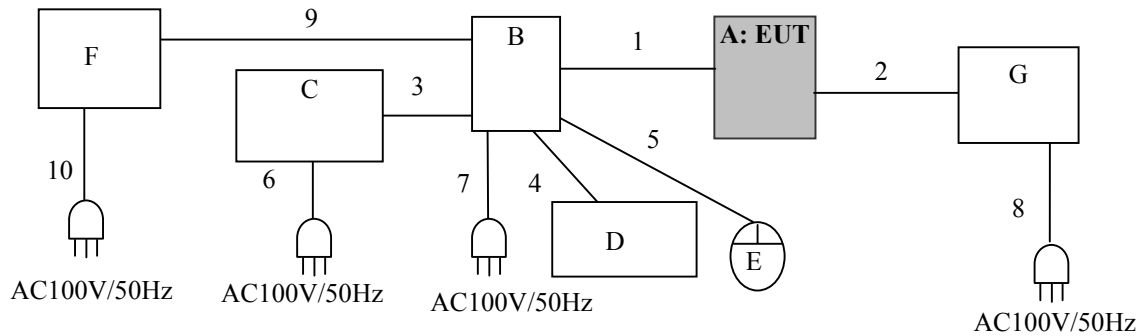 9
B
A: EUT
F
1
2
G
C
3
10
6
7
4
5
8
D
E
AC100V/50Hz
AC100V/50Hz
AC100V/50Hz
AC100V/50Hz